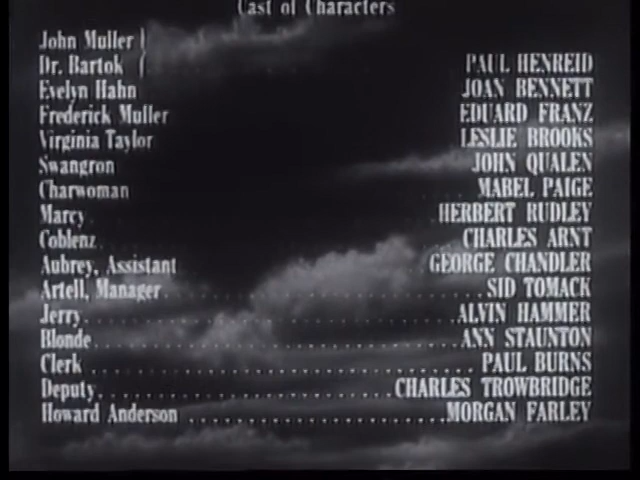 Cast of Characters
John Muller }
Dr. Bartok { PAUL HENREID
Evelyn Hahn JOAN BENNETT
Frederick Muller EDUARD FRANZ
Virginia Taylor LESLIE BROOKS
Swangron JOHN QUALEN
Charwoman MABEL PAIGE
Marcy HERBERT RUDLEY
Coblenz CHARLES ARNT
Aubrey, Assistant GEORGE CHANDLER
Artell, Manager SID TOMACK
Jerry ALVIN HAMMER
Blonde ANN STAUNTON
Clerk PAUL BURNS
Deputy CHARLES TROWBRIDGE
Howard Anderson MORGAN FARLEY